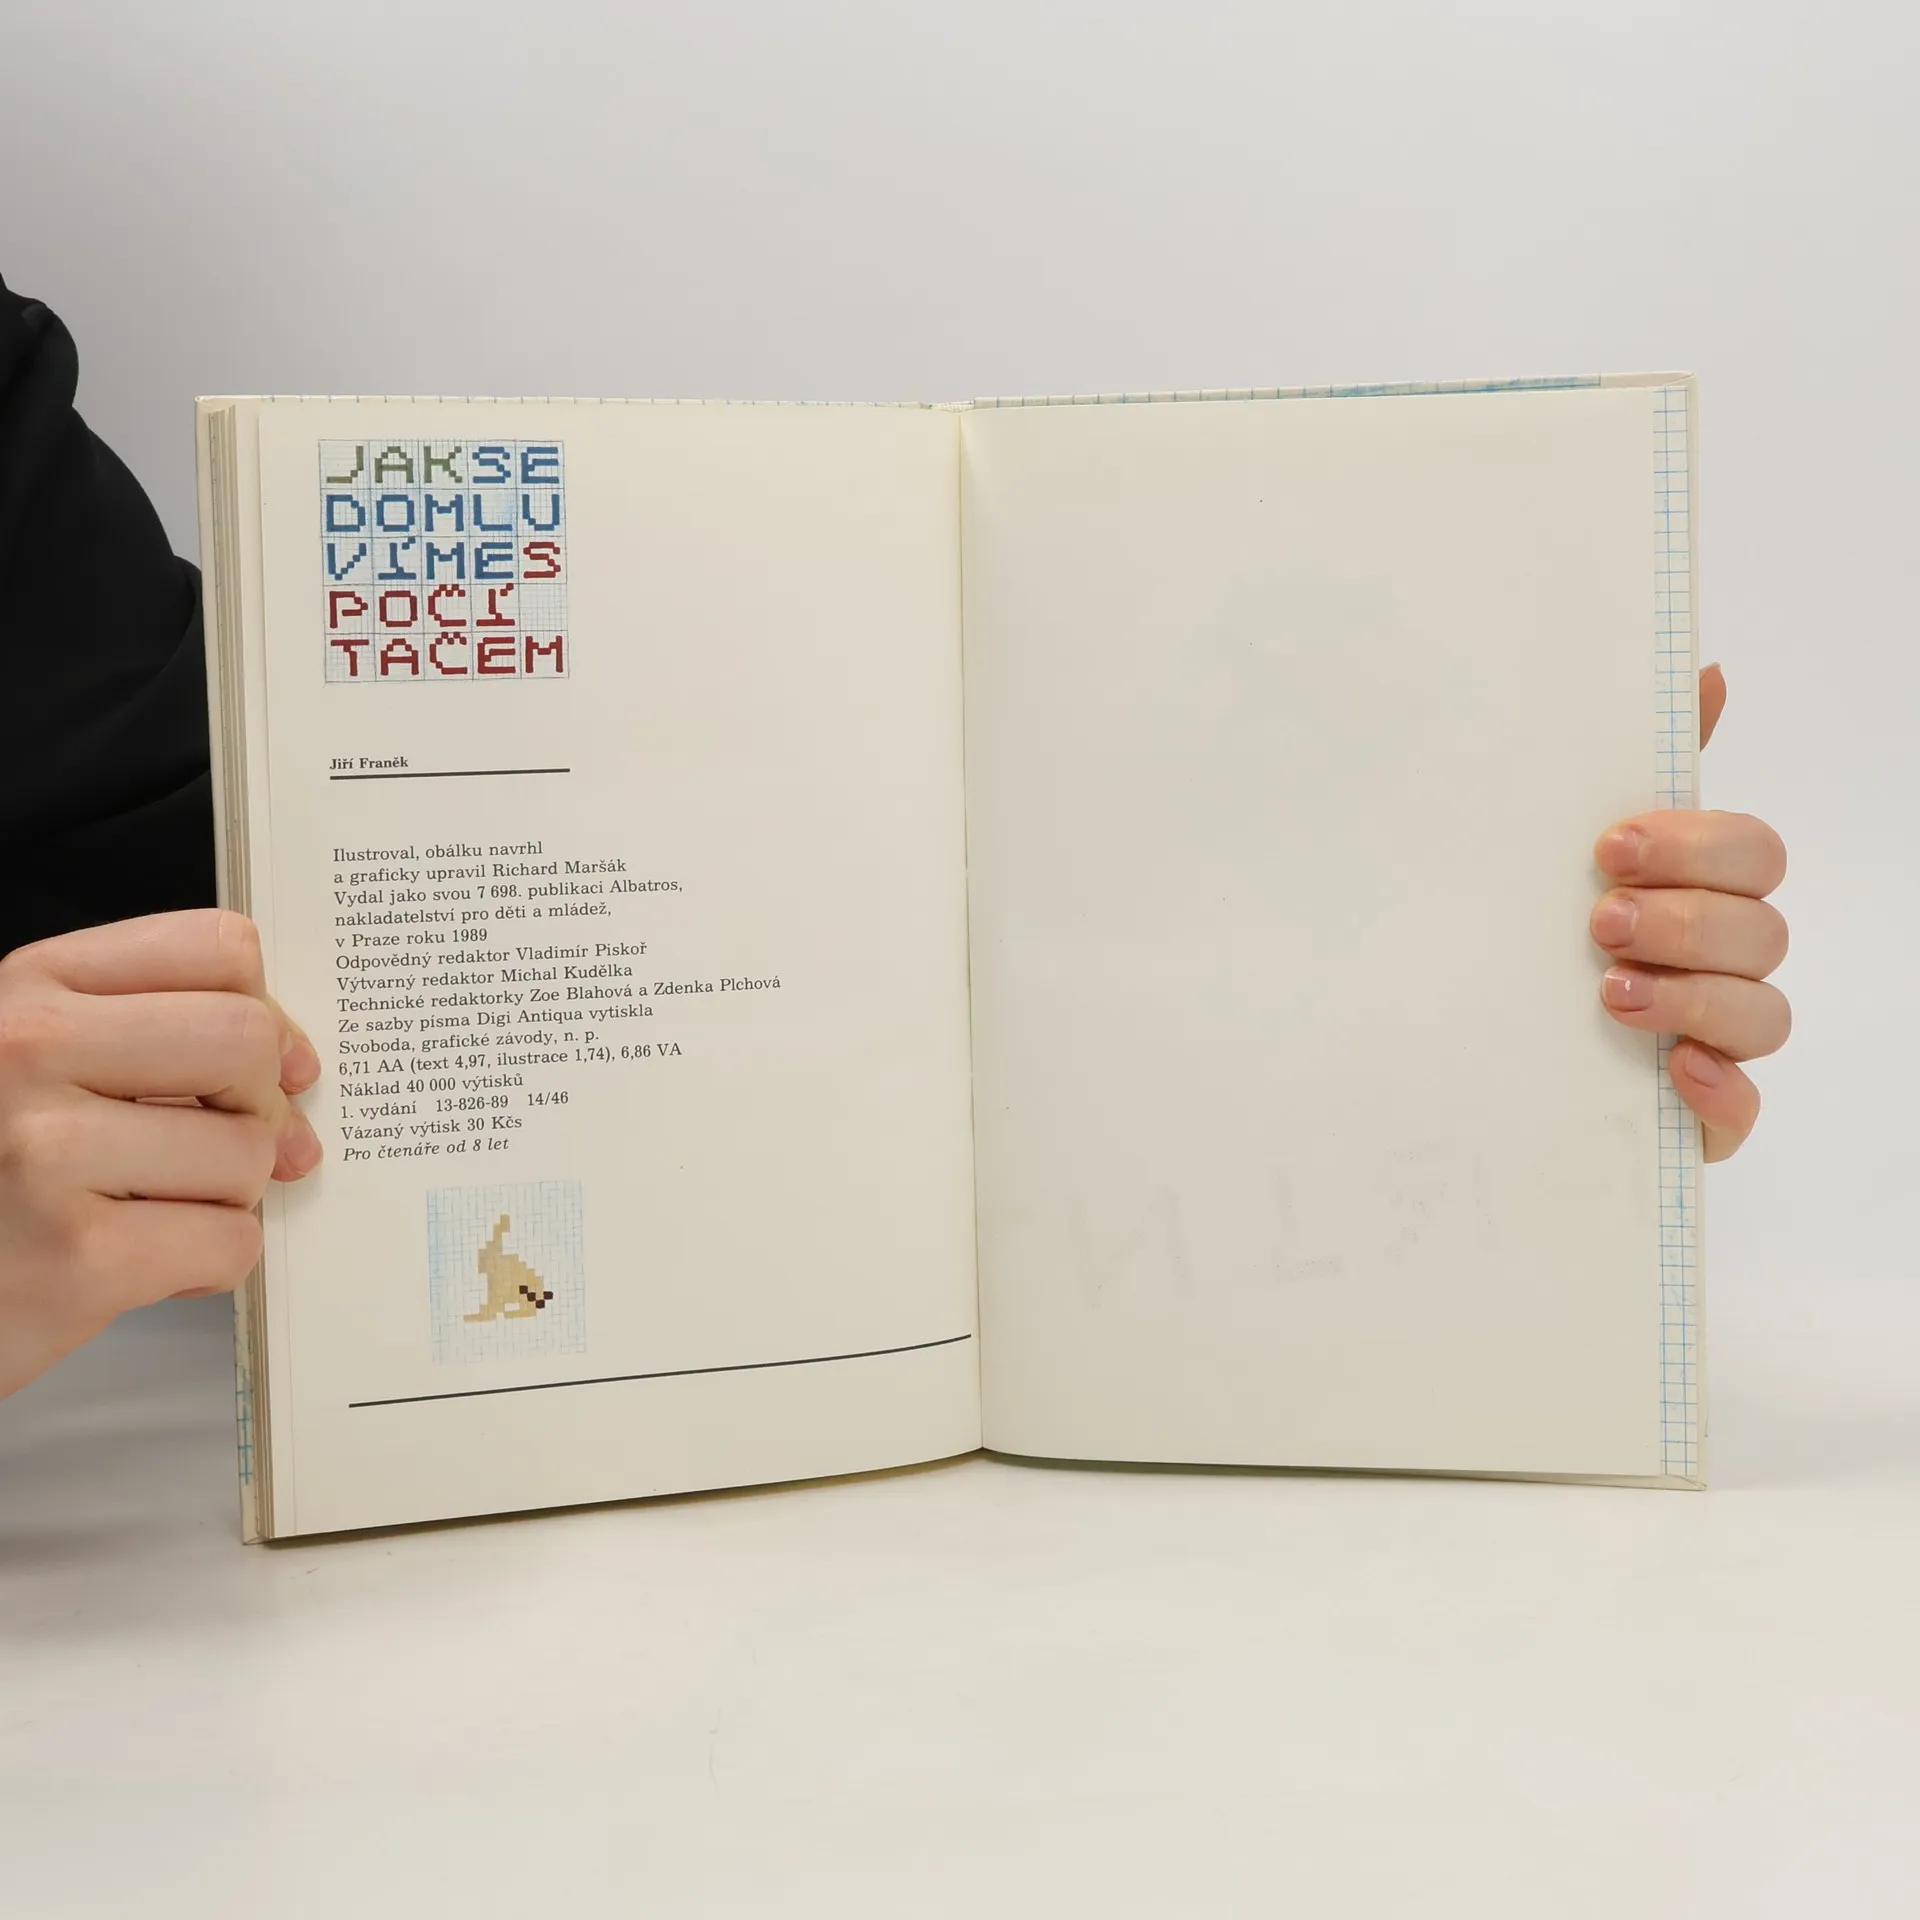 JAK SE
DOMLU
VÍME S
POČÍ
TAČEM
Jiří Franěk
Ilustroval, obálku navrhl
a graficky upravil Richard Maršák
Vydal jako svou 7 698. publikaci Albatros,
nakladatelství pro děti a mládež,
v Praze roku 1989
Odpovědný redaktor Vladimír Piskoř
Výtvarný redaktor Michal Kudělka
Technické redaktorky Zoe Blahová a Zdenka Plchová
Ze sazby písma Digi Antiqua vytiskla
Svoboda, grafické závody, n. p.
6,71 AA (text 4,97, ilustrace 1,74), 6,86 VA
Náklad 40 000 výtisků
1. vydání 13-826-89 14/46
Vázaný výtisk 30 Kčs
Pro čtenáře od 8 let